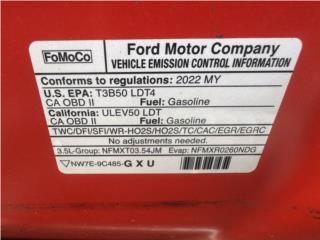 FoMoCo
Ford Motor Company
VEHICLE EMISSION CONTROL INFORMATION
Conforms to regulations: 2022 MY
U.S. EPA: T3B50 LDT4
CA OBD II Fuel: Gasoline
California: ULEV50 LDT
CA OBD II Fuel: Gasoline
TWC/DFI/SFI/WR-HO2S/HO2S/TC/CAC/EGR/EGRC
No adjustments needed.
3.5L-Group: NFMXT03.54JM Evap: NFMXR0260NDG
NW7E-9C485-GXU